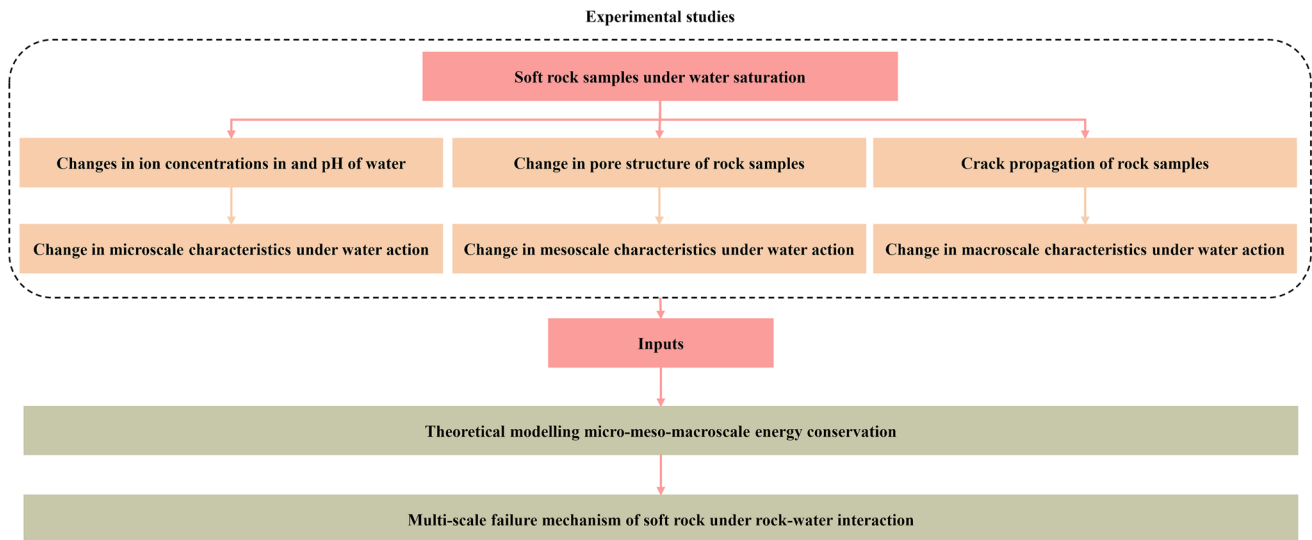 Experimental studies
Soft rock samples under water saturation
Changes in ion concentrations in and pH of water
Change in pore structure of rock samples
Crack propagation of rock samples
Change in microscale characteristics under water action
Change in mesoscale characteristics under water action
Change in macroscale characteristics under water action
Inputs
Theoretical modelling micro-meso-macroscale energy conservation
Multi-scale failure mechanism of soft rock under rock-water interaction